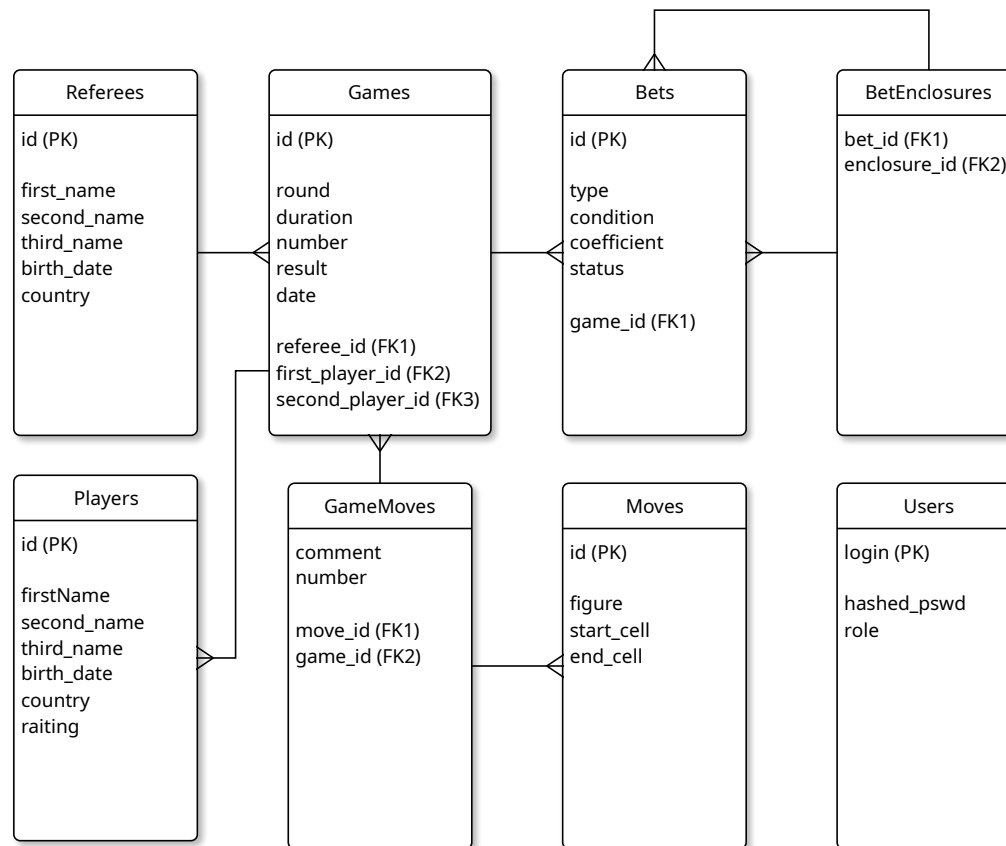 Referees
id (PK)
first_name
second_name
third_name
birth_date
country
Games
id (PK)
round
duration
number
result
date
referee_id (FK1)
first_player_id (FK2)
second_player_id (FK3)
Bets
id (PK)
type
condition
coefficient
status
game_id (FK1)
BetEnclosures
bet_id (FK1)
enclosure_id (FK2)
Players
id (PK)
firstName
second_name
third_name
birth_date
country
raiting
GameMoves
comment
number
move_id (FK1)
game_id (FK2)
Moves
id (PK)
figure
start_cell
end_cell
Users
login (PK)
hashed_pswd
role